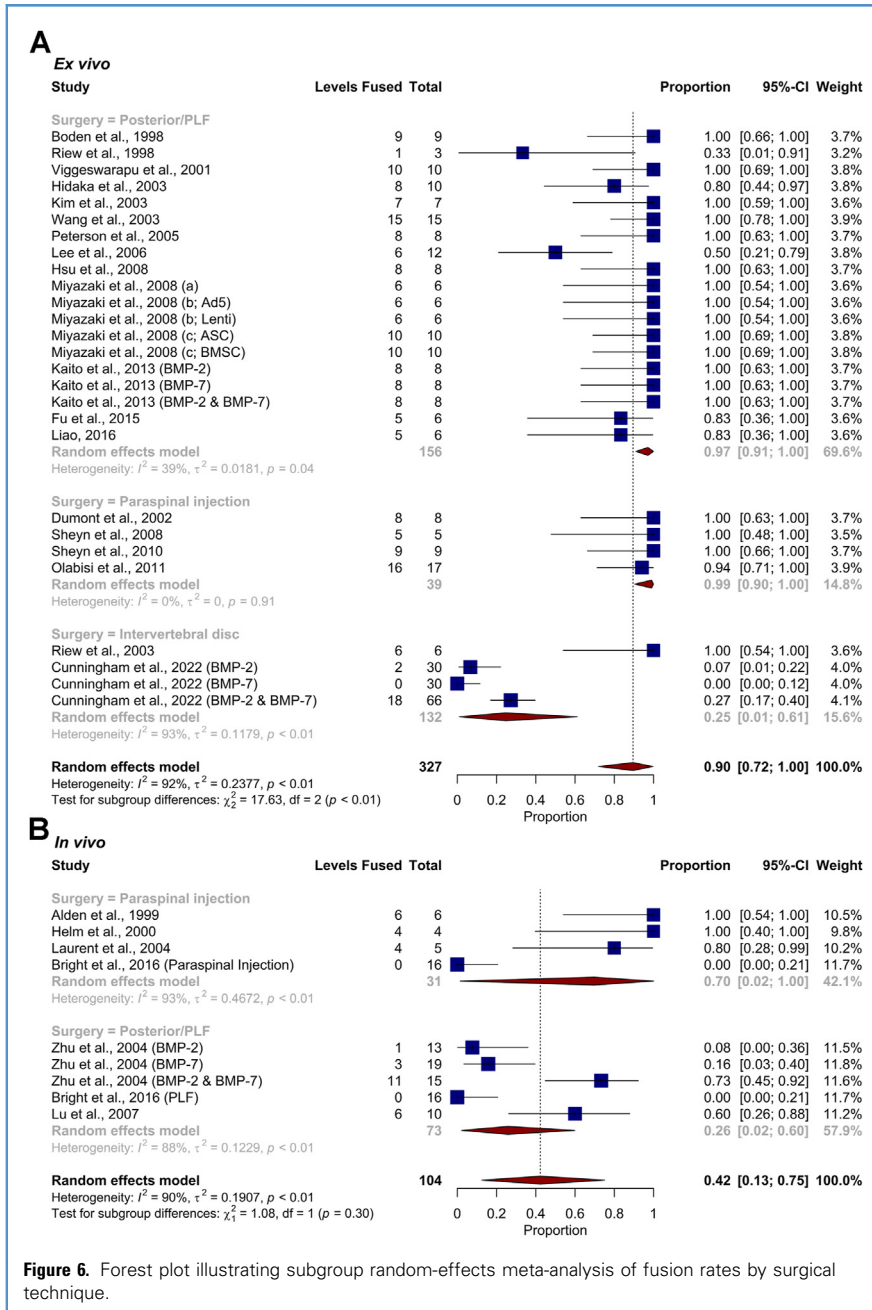 A
Ex vivo
Study Levels Fused Total Proportion 95%-CI Weight
Surgery = Posterior/PLF
Boden et al., 1998 9 9 1.00 [0.66; 1.00] 3.7%
Riew et al., 1998 1 3 0.33 [0.01; 0.91] 3.2%
Viggeswarapu et al., 2001 10 10 1.00 [0.69; 1.00] 3.8%
Hidaka et al., 2003 8 10 0.80 [0.44; 0.97] 3.8%
Kim et al., 2003 7 7 1.00 [0.59; 1.00] 3.6%
Wang et al., 2003 15 15 1.00 [0.78; 1.00] 3.9%
Peterson et al., 2005 8 8 1.00 [0.63; 1.00] 3.7%
Lee et al., 2006 6 12 0.50 [0.21; 0.79] 3.8%
Hsu et al., 2008 8 8 1.00 [0.63; 1.00] 3.7%
Miyazaki et al., 2008 (a) 6 6 1.00 [0.54; 1.00] 3.6%
Miyazaki et al., 2008 (b; Ad5) 6 6 1.00 [0.54; 1.00] 3.6%
Miyazaki et al., 2008 (b; Lenti) 6 6 1.00 [0.54; 1.00] 3.6%
Miyazaki et al., 2008 (c; ASC) 10 10 1.00 [0.69; 1.00] 3.8%
Miyazaki et al., 2008 (c; BMSC) 10 10 1.00 [0.69; 1.00] 3.8%
Kaito et al., 2013 (BMP-2) 8 8 1.00 [0.63; 1.00] 3.7%
Kaito et al., 2013 (BMP-7) 8 8 1.00 [0.63; 1.00] 3.7%
Kaito et al., 2013 (BMP-2 & BMP-7) 8 8 1.00 [0.63; 1.00] 3.7%
Fu et al., 2015 5 6 0.83 [0.36; 1.00] 3.6%
Liao, 2016 5 6 0.83 [0.36; 1.00] 3.6%
Random effects model 156 0.97 [0.91; 1.00] 69.6%
Heterogeneity: I² = 39%, τ² = 0.0181, p = 0.04
Surgery = Paraspinal injection
Dumont et al., 2002 8 8 1.00 [0.63; 1.00] 3.7%
Sheyn et al., 2008 5 5 1.00 [0.48; 1.00] 3.5%
Sheyn et al., 2010 9 9 1.00 [0.66; 1.00] 3.7%
Olabisi et al., 2011 16 17 0.94 [0.71; 1.00] 3.9%
Random effects model 39 0.99 [0.90; 1.00] 14.8%
Heterogeneity: I² = 0%, τ² = 0, p = 0.91
Surgery = Intervertebral disc
Riew et al., 2003 6 6 1.00 [0.54; 1.00] 3.6%
Cunningham et al., 2022 (BMP-2) 2 30 0.07 [0.01; 0.22] 4.0%
Cunningham et al., 2022 (BMP-7) 0 30 0.00 [0.00; 0.12] 4.0%
Cunningham et al., 2022 (BMP-2 & BMP-7) 18 66 0.27 [0.17; 0.40] 4.1%
Random effects model 132 0.25 [0.01; 0.61] 15.6%
Heterogeneity: I² = 93%, τ² = 0.1179, p < 0.01
Random effects model 327 0.90 [0.72; 1.00] 100.0%
Heterogeneity: I² = 92%, τ² = 0.2377, p < 0.01
Test for subgroup differences: χ²₂ = 17.63, df = 2 (p < 0.01)
0 0.2 0.4 0.6 0.8 1
Proportion
B
In vivo
Study Levels Fused Total Proportion 95%-CI Weight
Surgery = Paraspinal injection
Alden et al., 1999 6 6 1.00 [0.54; 1.00] 10.5%
Helm et al., 2000 4 4 1.00 [0.40; 1.00] 9.8%
Laurent et al., 2004 4 5 0.80 [0.28; 0.99] 10.2%
Bright et al., 2016 (Paraspinal Injection) 0 16 0.00 [0.00; 0.21] 11.7%
Random effects model 31 0.70 [0.02; 1.00] 42.1%
Heterogeneity: I² = 93%, τ² = 0.4672, p < 0.01
Surgery = Posterior/PLF
Zhu et al., 2004 (BMP-2) 1 13 0.08 [0.00; 0.36] 11.5%
Zhu et al., 2004 (BMP-7) 3 19 0.16 [0.03; 0.40] 11.8%
Zhu et al., 2004 (BMP-2 & BMP-7) 11 15 0.73 [0.45; 0.92] 11.6%
Bright et al., 2016 (PLF) 0 16 0.00 [0.00; 0.21] 11.7%
Lu et al., 2007 6 10 0.60 [0.26; 0.88] 11.2%
Random effects model 73 0.26 [0.02; 0.60] 57.9%
Heterogeneity: I² = 88%, τ² = 0.1229, p < 0.01
Random effects model 104 0.42 [0.13; 0.75] 100.0%
Heterogeneity: I² = 90%, τ² = 0.1907, p < 0.01
Test for subgroup differences: χ²₁ = 1.08, df = 1 (p = 0.30)
0 0.2 0.4 0.6 0.8 1
Proportion
Figure 6. Forest plot illustrating subgroup random-effects meta-analysis of fusion rates by surgical
technique.